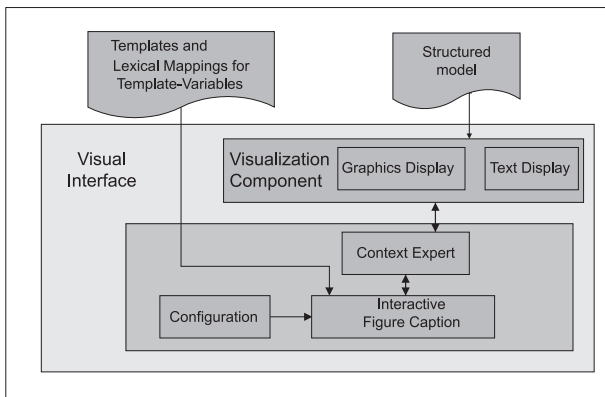 Templates and
Lexical Mappings for
Template-Variables
Structured
model
Visual
Interface
Visualization
Component
Graphics Display
Text Display
Context Expert
Configuration
Interactive
Figure Caption